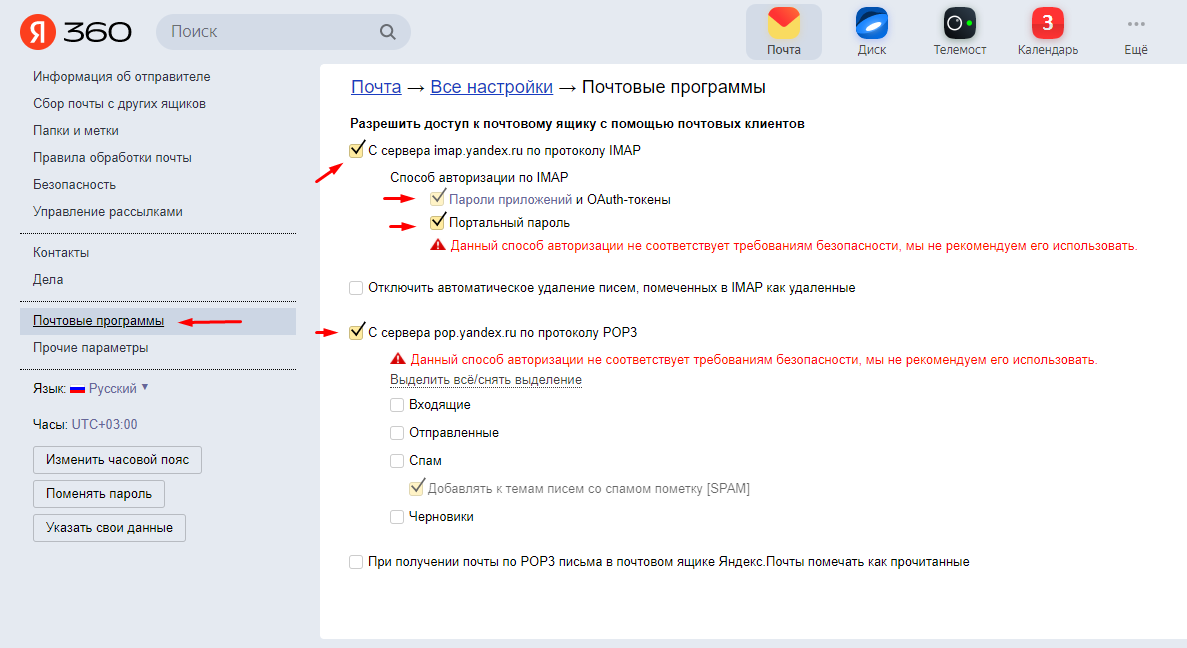 Я 360
Поиск
Почта
Диск
Телемост
3
Календарь
Ещё
Информация об отправителе
Сбор почты с других ящиков
Папки и метки
Правила обработки почты
Безопасность
Управление рассылками
Контакты
Дела
Почтовые программы
Прочие параметры
Язык: Русский
Часы: UTC+03:00
Изменить часовой пояс
Поменять пароль
Указать свои данные
Почта → Все настройки → Почтовые программы
Разрешить доступ к почтовому ящику с помощью почтовых клиентов
С сервера imap.yandex.ru по протоколу IMAP
Способ авторизации по IMAP
Пароли приложений и OAuth-токены
Портальный пароль
Данный способ авторизации не соответствует требованиям безопасности, мы не рекомендуем его использовать.
Отключить автоматическое удаление писем, помеченных в IMAP как удаленные
С сервера pop.yandex.ru по протоколу POP3
Данный способ авторизации не соответствует требованиям безопасности, мы не рекомендуем его использовать.
Выделить всё/снять выделение
Входящие
Отправленные
Спам
Добавлять к темам писем со спамом пометку [SPAM]
Черновики
При получении почты по POP3 письма в почтовом ящике Яндекс.Почты помечать как прочитанные